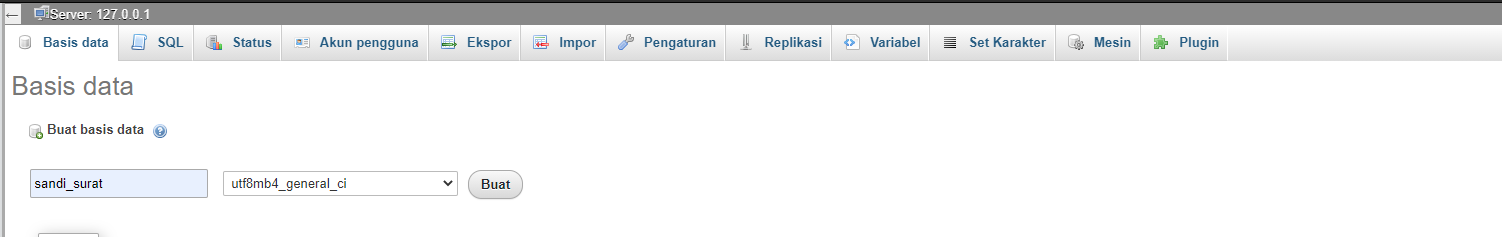 Server: 127.0.0.1
Basis data SQL Status Akun pengguna Ekspor Impor Pengaturan Replikasi Variabel Set Karakter Mesin Plugin
Basis data
Buat basis data
sandi_surat utf8mb4_general_ci Buat